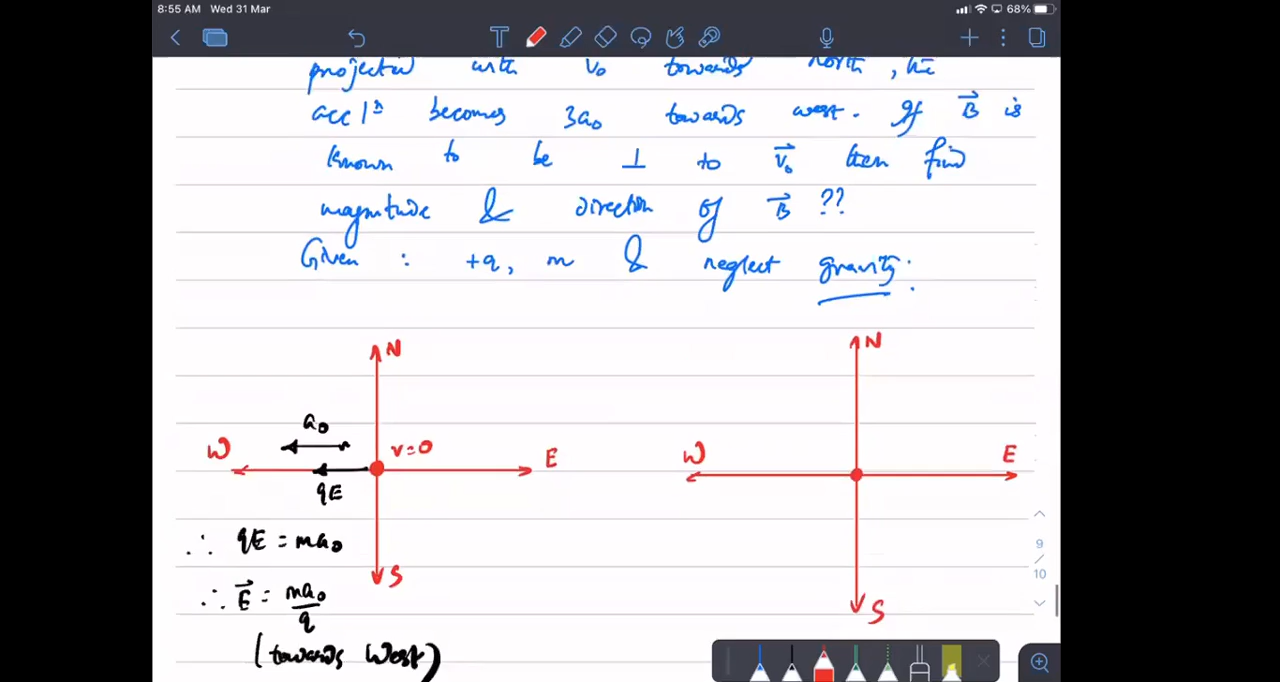 8:55 AM Wed 31 Mar 68%
T
projected with v₀ towards north, the
accⁿ becomes 3a₀ towards west. If B⃗ is
known to be ⊥ to v⃗₀ then find
magnitude & direction of B⃗ ??
Given : +q, m & neglect gravity.
N
a₀
W
v=0
E
qE
∴ qE = ma₀
S
∴ E⃗ = ma₀/q
(towards West)
N
W
E
S
9
/
10